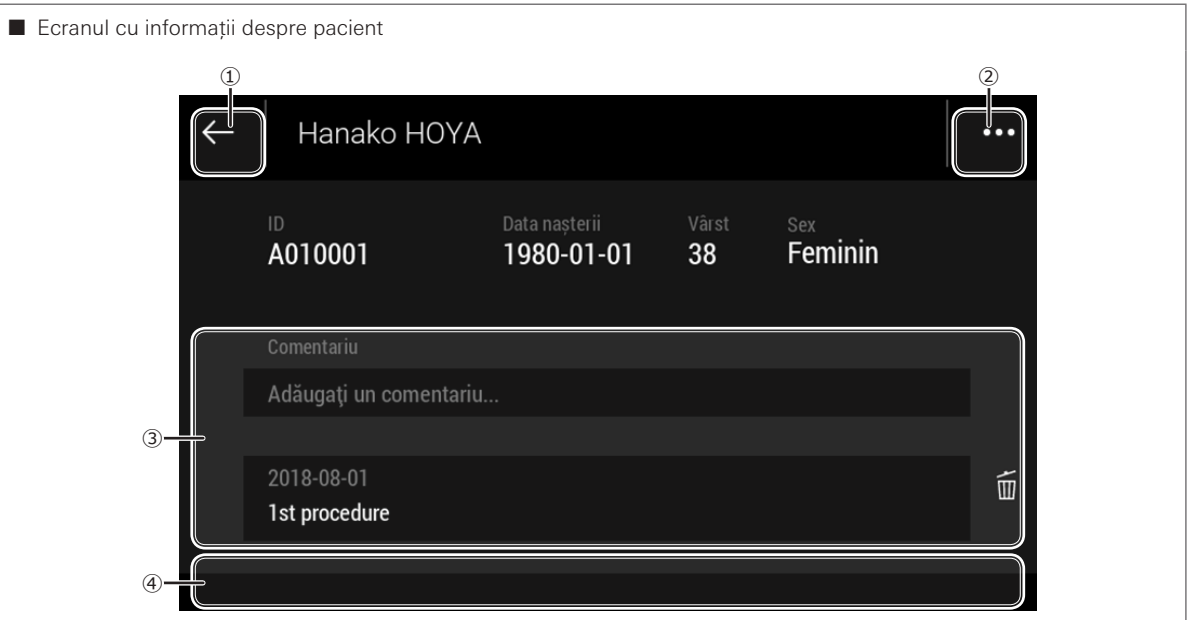 ■ Ecranul cu informații despre pacient
① ②
← Hanako HOYA •••
ID Data nașterii Vârst Sex
A010001 1980-01-01 38 Feminin
Comentariu
Adăugaţi un comentariu...
③
2018-08-01
1st procedure
④